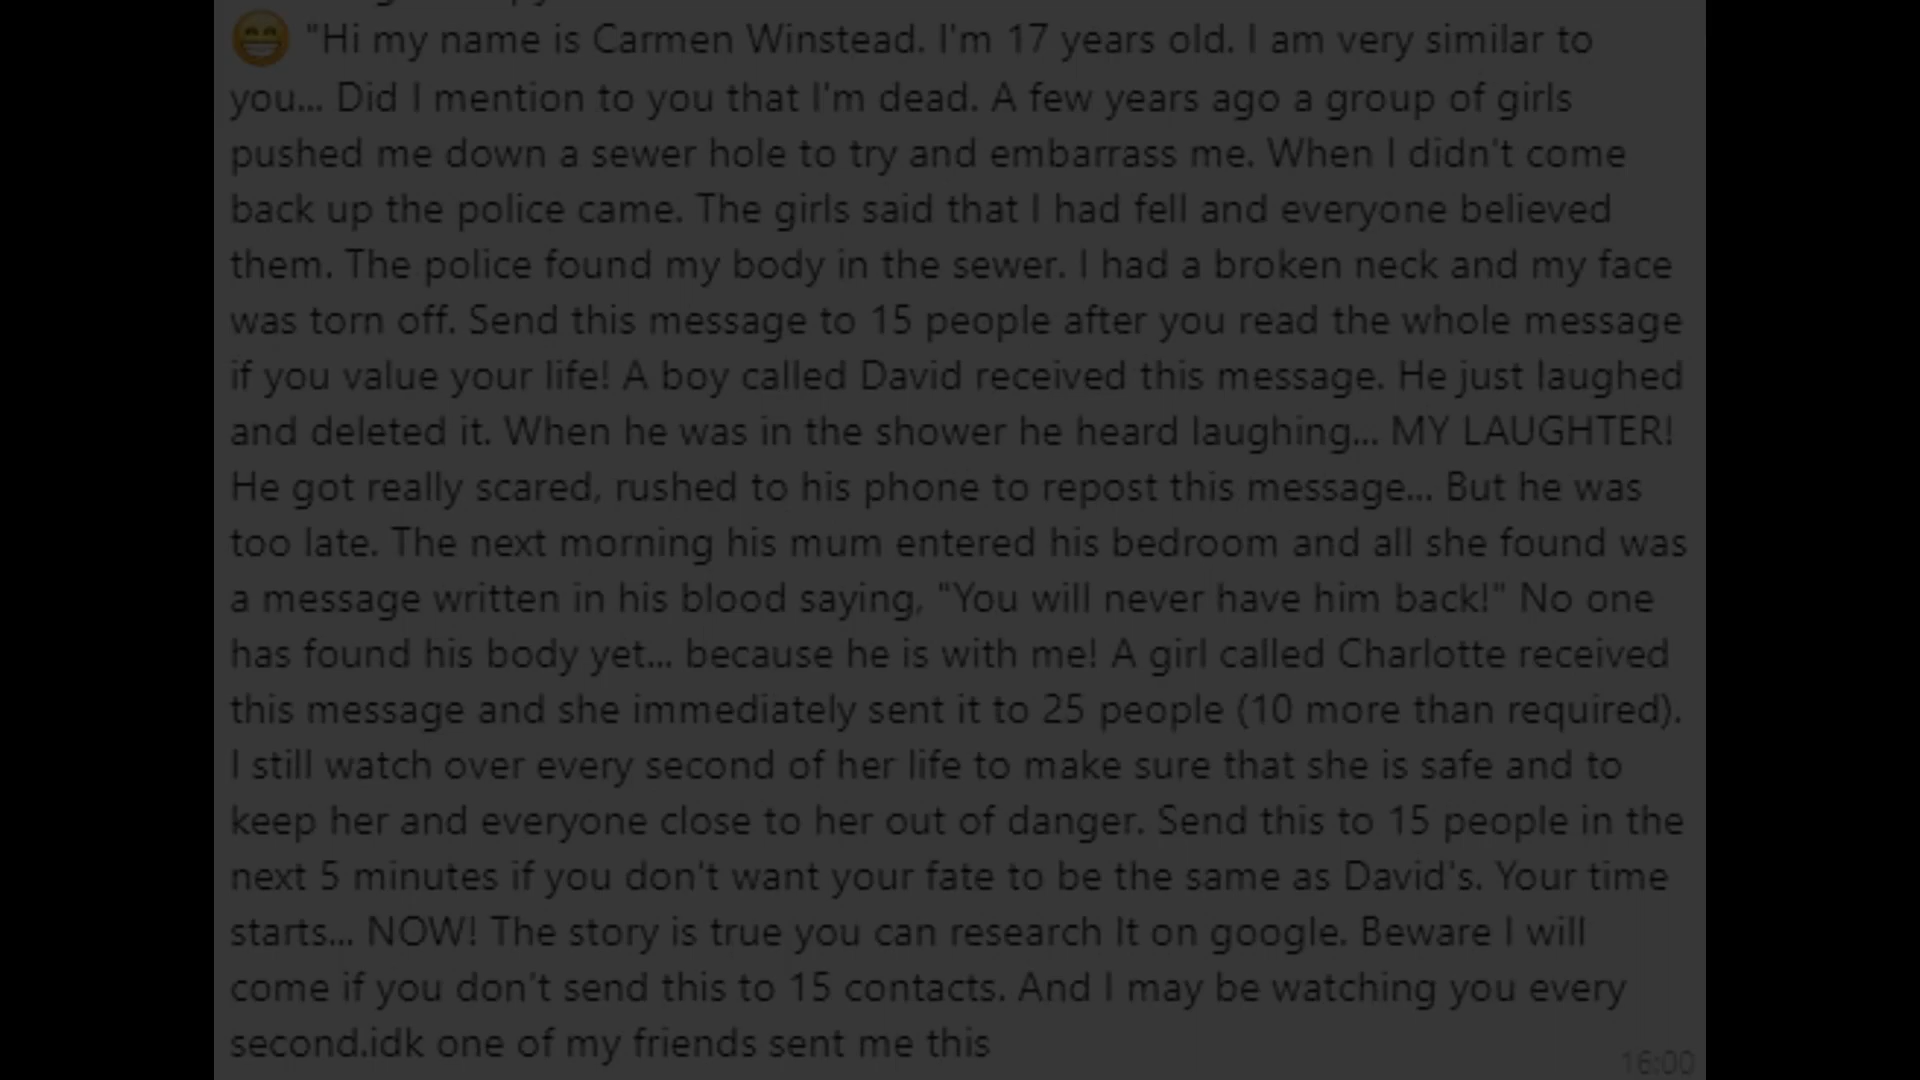 😁 "Hi my name is Carmen Winstead. I'm 17 years old. I am very similar to
you... Did I mention to you that I'm dead. A few years ago a group of girls
pushed me down a sewer hole to try and embarrass me. When I didn't come
back up the police came. The girls said that I had fell and everyone believed
them. The police found my body in the sewer. I had a broken neck and my face
was torn off. Send this message to 15 people after you read the whole message
if you value your life! A boy called David received this message. He just laughed
and deleted it. When he was in the shower he heard laughing... MY LAUGHTER!
He got really scared, rushed to his phone to repost this message... But he was
too late. The next morning his mum entered his bedroom and all she found was
a message written in his blood saying, "You will never have him back!" No one
has found his body yet... because he is with me! A girl called Charlotte received
this message and she immediately sent it to 25 people (10 more than required).
I still watch over every second of her life to make sure that she is safe and to
keep her and everyone close to her out of danger. Send this to 15 people in the
next 5 minutes if you don't want your fate to be the same as David's. Your time
starts... NOW! The story is true you can research It on google. Beware I will
come if you don't send this to 15 contacts. And I may be watching you every
second.idk one of my friends sent me this
16:00